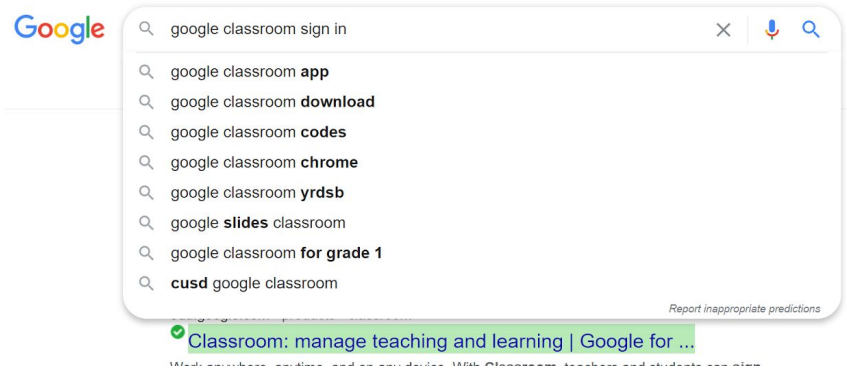 Google
google classroom sign in
google classroom app
google classroom download
google classroom codes
google classroom chrome
google classroom yrdsb
google slides classroom
google classroom for grade 1
cusd google classroom
Report inappropriate predictions
Classroom: manage teaching and learning | Google for ...
Work anywhere, anytime, and on any device. With Classroom, teachers and students can sign